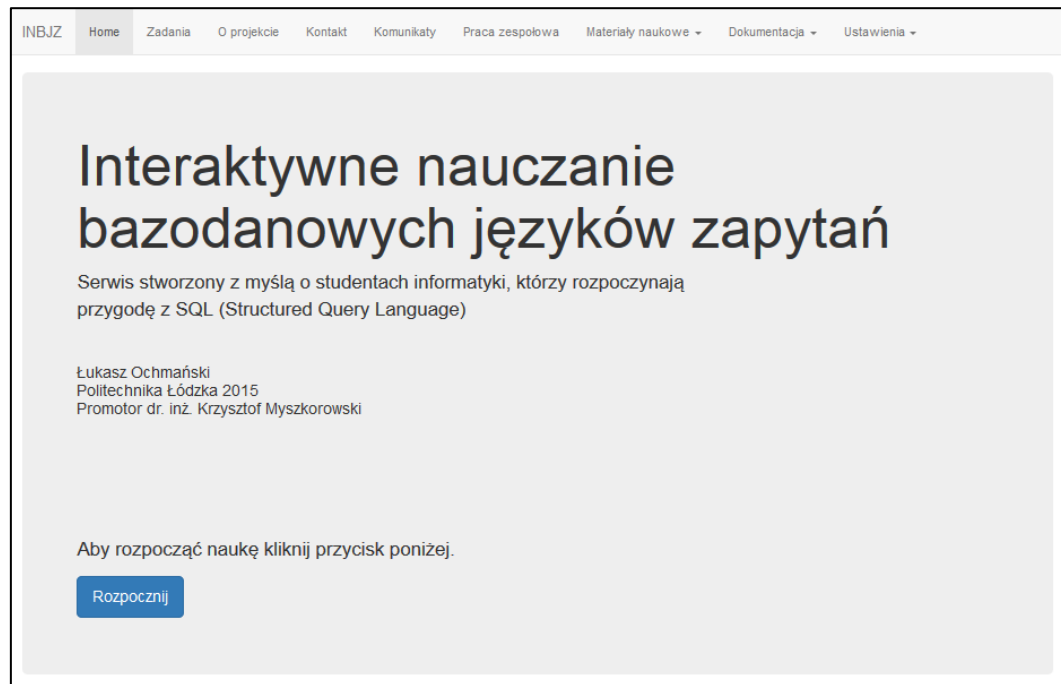 INBJZ Home Zadania O projekcie Kontakt Komunikaty Praca zespołowa Materiały naukowe Dokumentacja Ustawienia
Interaktywne nauczanie
bazodanowych języków zapytań
Serwis stworzony z myślą o studentach informatyki, którzy rozpoczynają
przygodę z SQL (Structured Query Language)
Łukasz Ochmański
Politechnika Łódzka 2015
Promotor dr. inż. Krzysztof Myszkorowski
Aby rozpocząć naukę kliknij przycisk poniżej.
Rozpocznij